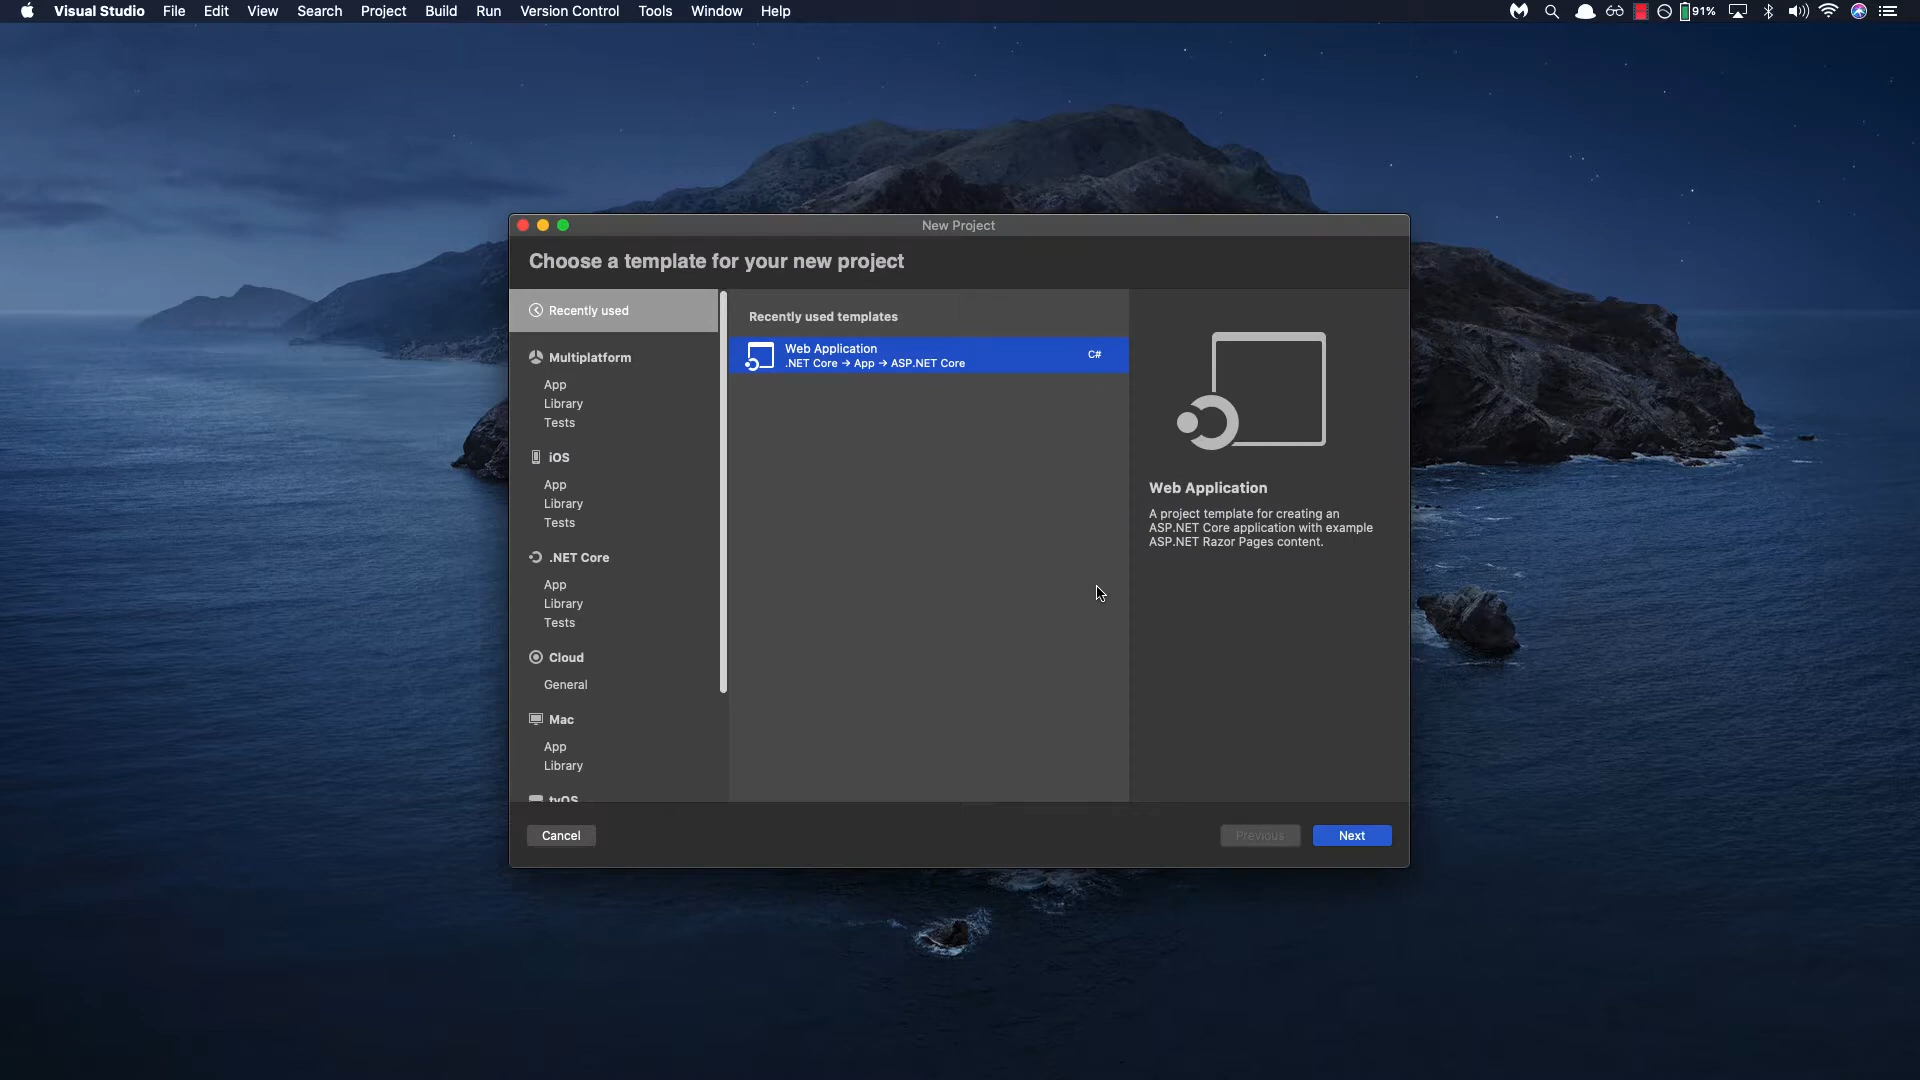 Visual Studio File Edit View Search Project Build Run Version Control Tools Window Help 91%
New Project
Choose a template for your new project
Recently used
Multiplatform
App
Library
Tests
iOS
App
Library
Tests
.NET Core
App
Library
Tests
Cloud
General
Mac
App
Library
tvOS
Recently used templates
Web Application
.NET Core → App → ASP.NET Core
C#
Web Application
A project template for creating an
ASP.NET Core application with example
ASP.NET Razor Pages content.
Cancel
Previous
Next